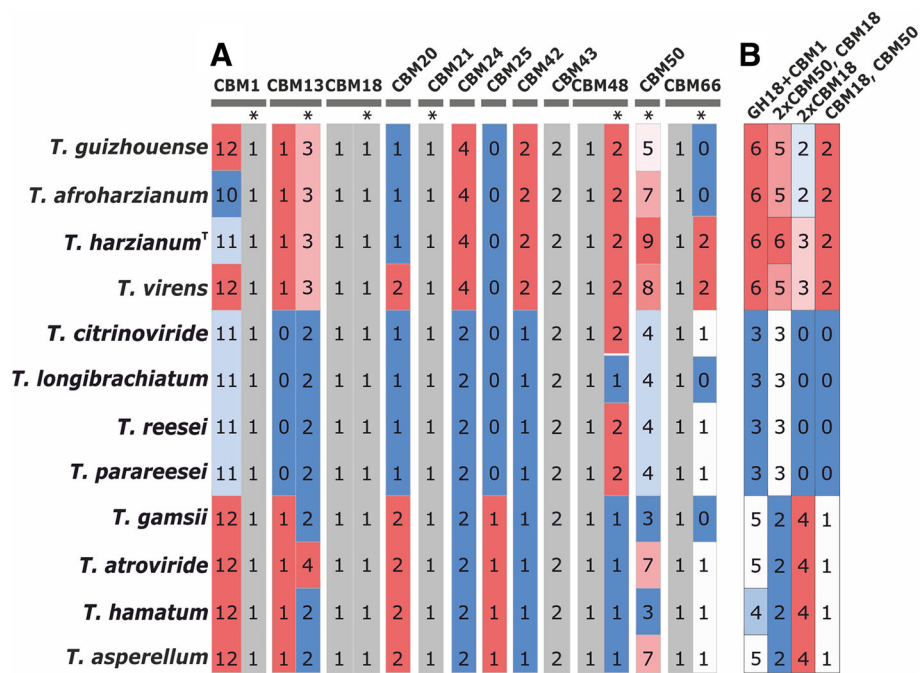 A B
CBM1 CBM13 CBM18 CBM20 CBM21 CBM24 CBM25 CBM42 CBM43 CBM48 CBM50 CBM66 GH18+CBM1 2xCBM50, CBM18 2xCBM18 CBM18, CBM50
* * * * * * *
T. guizhouense 12 1 1 3 1 1 1 1 4 0 2 2 1 2 5 1 0 6 5 2 2
T. afroharzianum 10 1 1 3 1 1 1 1 4 0 2 2 1 2 7 1 0 6 5 2 2
T. harzianumᵀ 11 1 1 3 1 1 1 1 4 0 2 2 1 2 9 1 2 6 6 3 2
T. virens 12 1 1 3 1 1 2 1 4 0 2 2 1 2 8 1 2 6 5 3 2
T. citrinoviride 11 1 0 2 1 1 1 1 2 0 1 2 1 2 4 1 1 3 3 0 0
T. longibrachiatum 11 1 0 2 1 1 1 1 2 0 1 2 1 1 4 1 0 3 3 0 0
T. reesei 11 1 0 2 1 1 1 1 2 0 1 2 1 2 4 1 1 3 3 0 0
T. parareesei 11 1 0 2 1 1 1 1 2 0 1 2 1 2 4 1 1 3 3 0 0
T. gamsii 12 1 1 2 1 1 2 1 2 1 1 2 1 1 3 1 0 5 2 4 1
T. atroviride 12 1 1 4 1 1 2 1 2 1 1 2 1 1 7 1 1 5 2 4 1
T. hamatum 12 1 1 2 1 1 2 1 2 1 1 2 1 1 3 1 1 4 2 4 1
T. asperellum 12 1 1 2 1 1 2 1 2 1 1 2 1 1 7 1 1 5 2 4 1